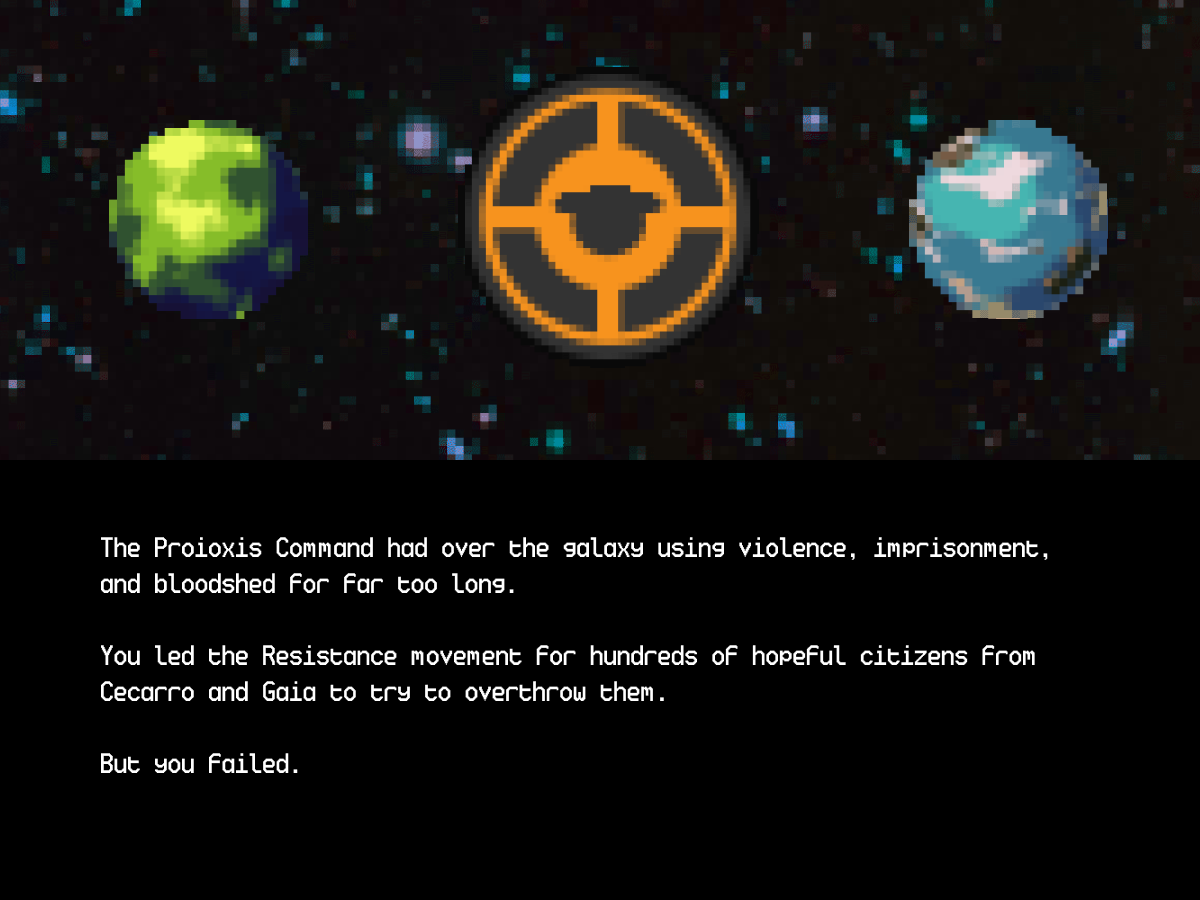 The Proioxis Command had over the galaxy using violence, imprisonment,
and bloodshed for far too long.
You led the Resistance movement for hundreds of hopeful citizens from
Cecarro and Gaia to try to overthrow them.
But you failed.